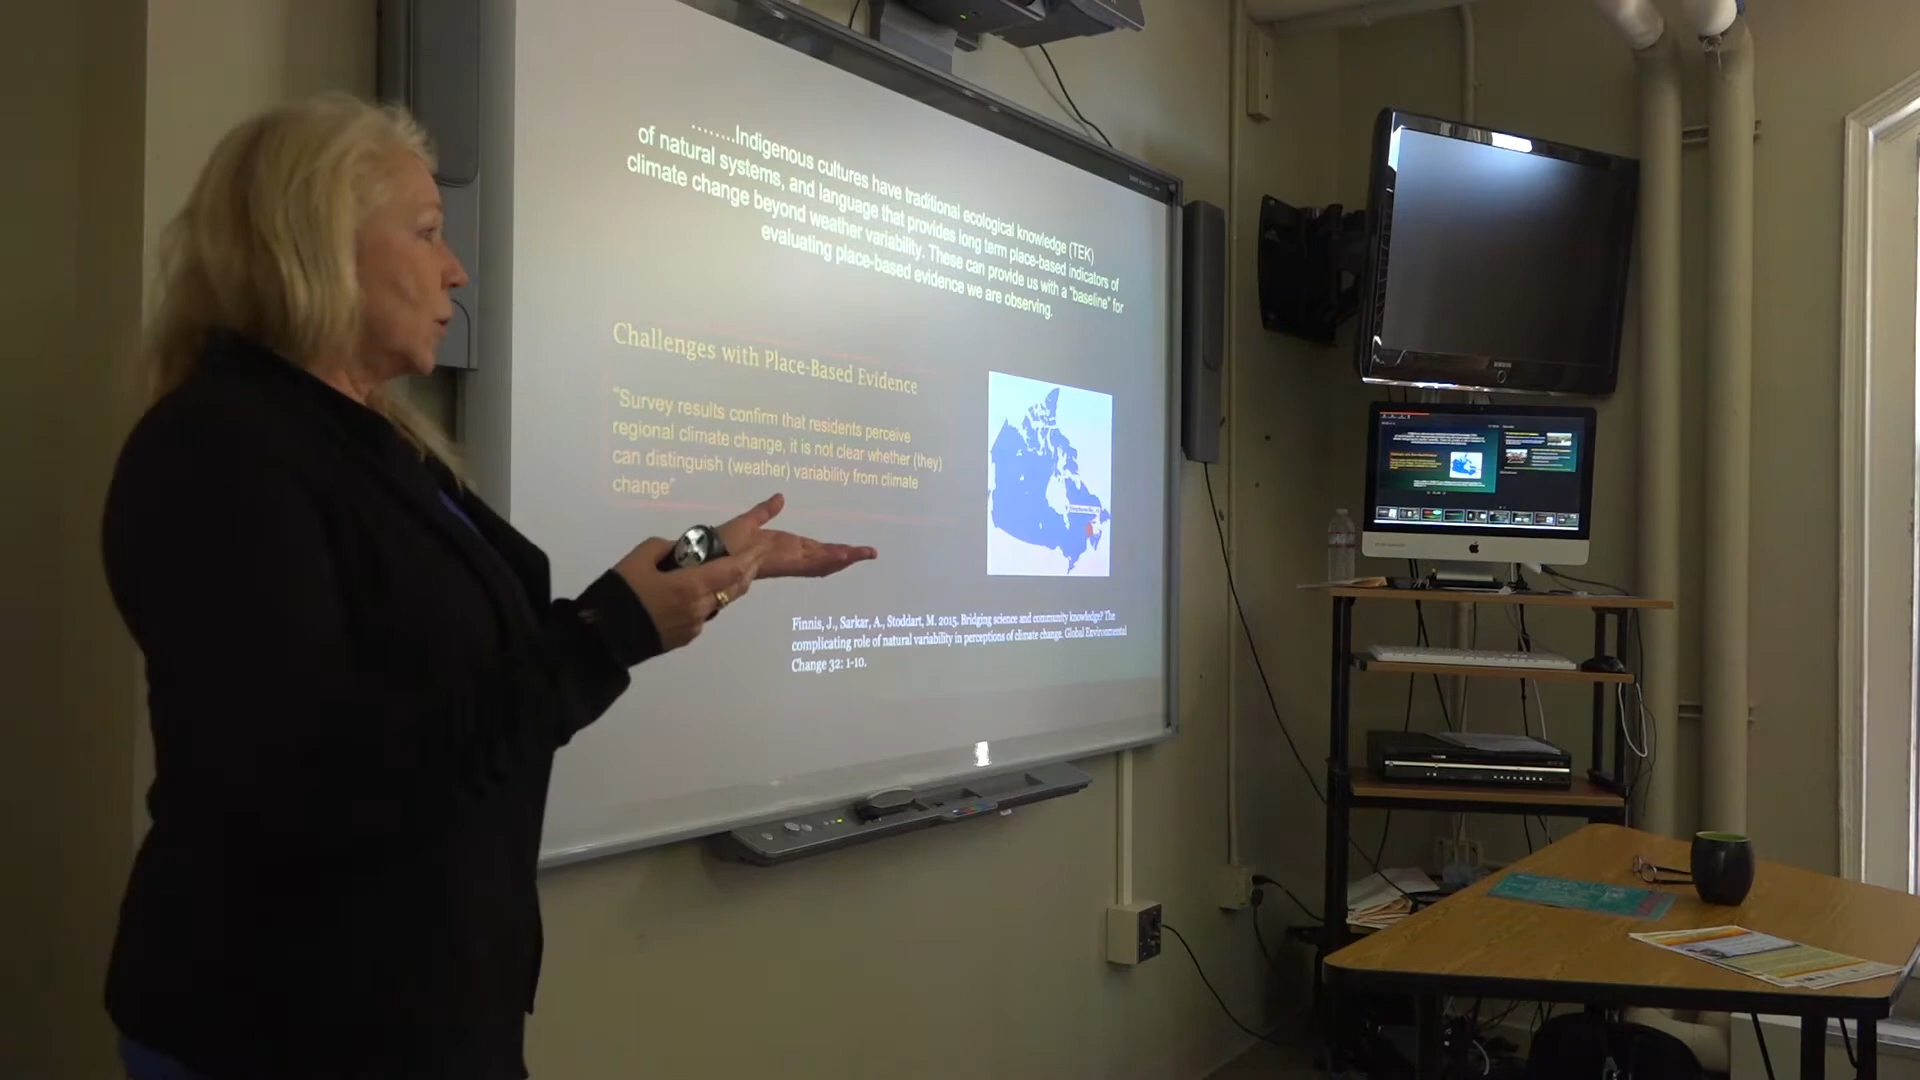 ........Indigenous cultures have traditional ecological knowledge (TEK)
of natural systems, and language that provides long term place-based indicators of
climate change beyond weather variability. These can provide us with a "baseline" for
evaluating place-based evidence we are observing.
Challenges with Place-Based Evidence
"Survey results confirm that residents perceive
regional climate change, it is not clear whether (they)
can distinguish (weather) variability from climate
change"
Finnis, J., Sarkar, A., Stoddart, M. 2015. Bridging science and community knowledge? The
complicating role of natural variability in perceptions of climate change. Global Environmental
Change 32: 1-10.
SAMSUNG